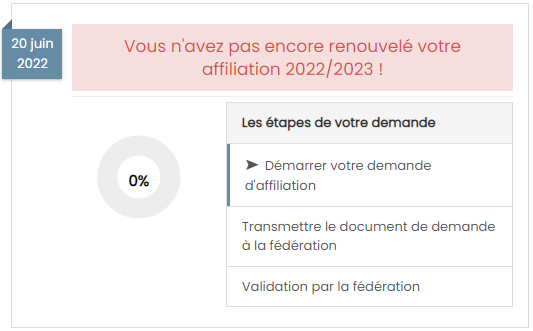 20 juin
2022
Vous n'avez pas encore renouvelé votre
affiliation 2022/2023 !
Les étapes de votre demande
0%
➤ Démarrer votre demande
d'affiliation
Transmettre le document de demande
à la fédération
Validation par la fédération